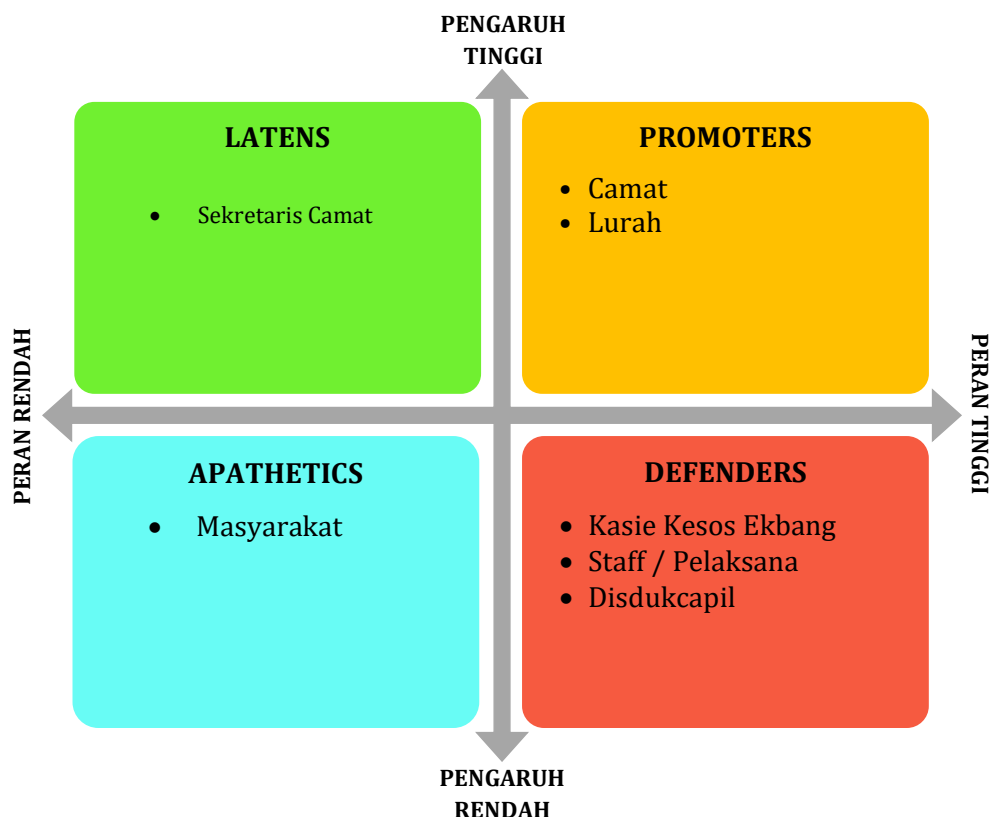 PENGARUH
TINGGI
LATENS
• Sekretaris Camat
PROMOTERS
• Camat
• Lurah
PERAN RENDAH
PERAN TINGGI
APATHETICS
• Masyarakat
DEFENDERS
• Kasie Kesos Ekbang
• Staff / Pelaksana
• Disdukcapil
PENGARUH
RENDAH